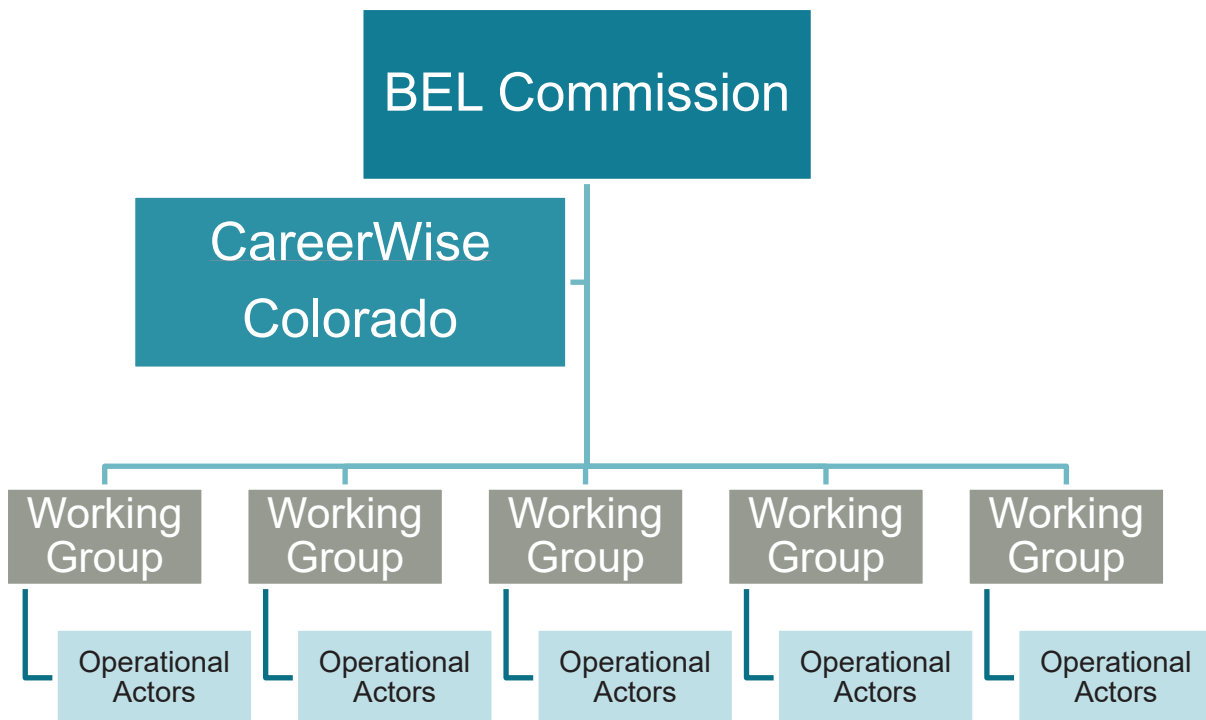 BEL Commission
CareerWise
Colorado
Working
Group
Working
Group
Working
Group
Working
Group
Working
Group
Operational
Actors
Operational
Actors
Operational
Actors
Operational
Actors
Operational
Actors